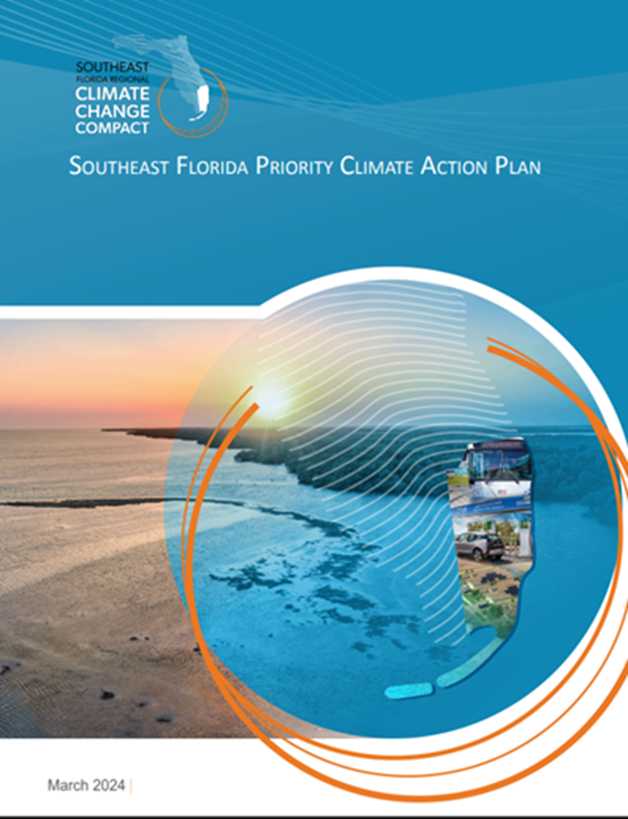 SOUTHEAST
FLORIDA REGIONAL
CLIMATE
CHANGE
COMPACT
SOUTHEAST FLORIDA PRIORITY CLIMATE ACTION PLAN
March 2024 |